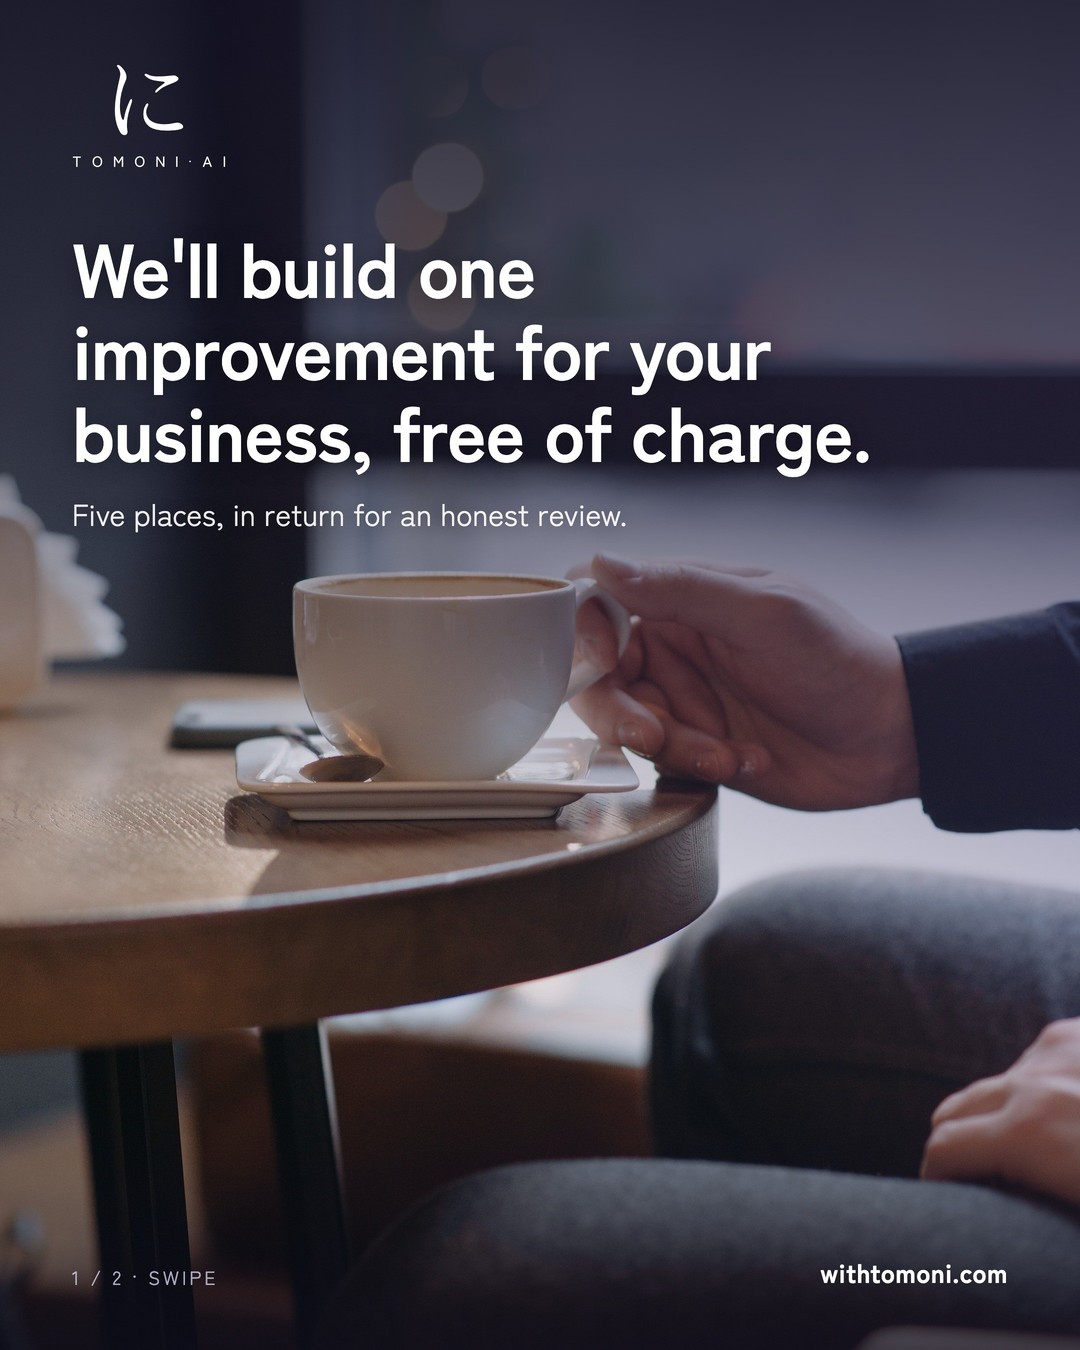 に
TOMONI·AI
We'll build one
improvement for your
business, free of charge.
Five places, in return for an honest review.
1 / 2 · SWIPE
withtomoni.com